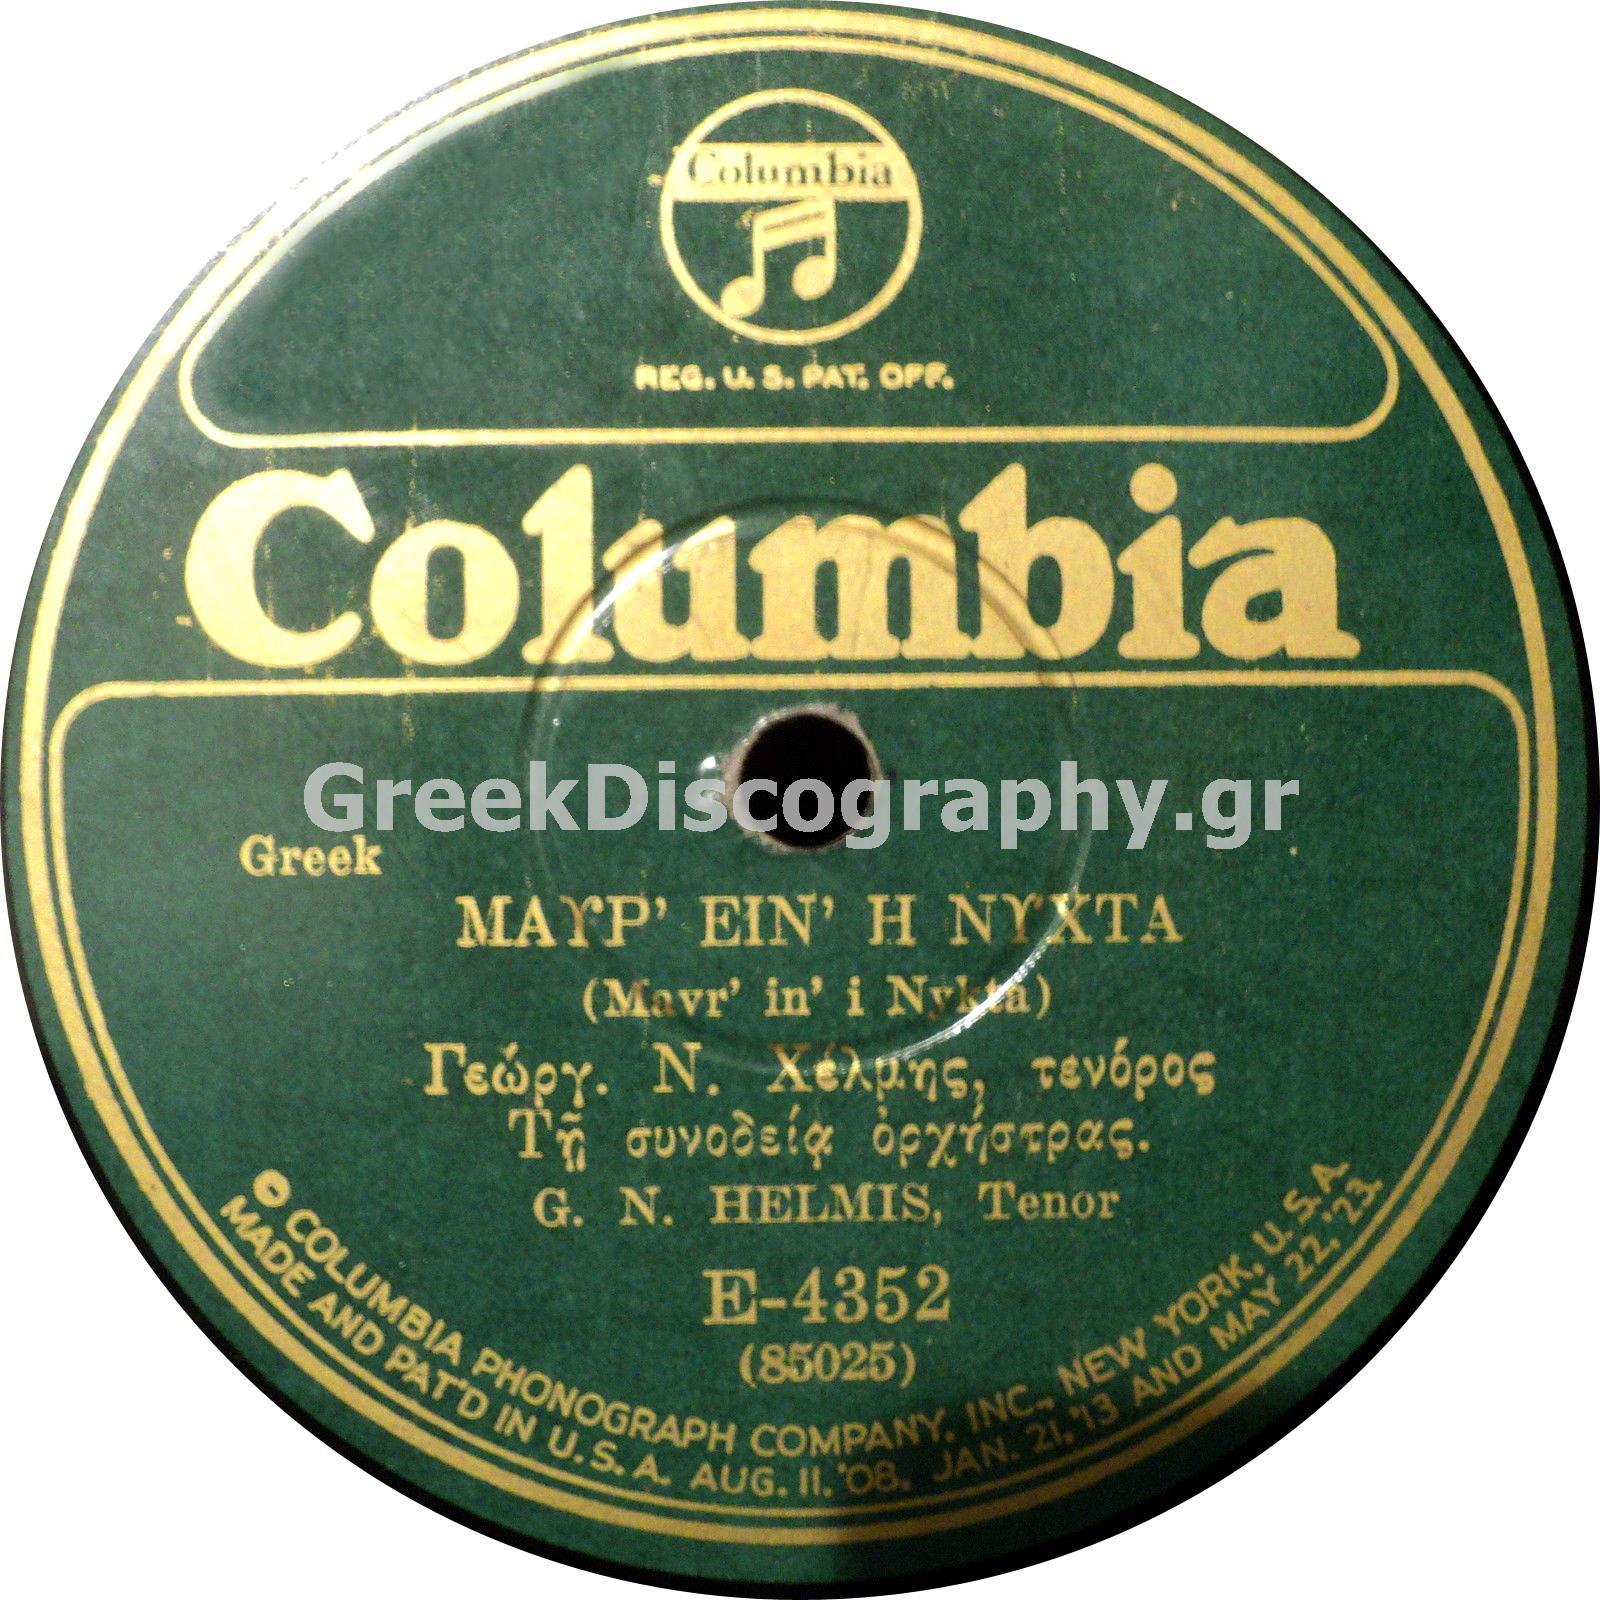 Columbia
REG. U. S. PAT. OFF.
Columbia
GreekDiscography.gr
Greek
ΜΑΥΡ' ΕΙΝ' Η ΝΥΧΤΑ
(Mavr' in' i Nykta)
Γεώργ. Ν. Χέλμης, τενόρος
Τῇ συνοδείᾳ ὀρχήστρας.
G. N. HELMIS, Tenor
E-4352
(85025)
COLUMBIA PHONOGRAPH COMPANY, INC., NEW YORK, U. S. A.
MADE AND PAT'D IN U. S. A. AUG. 11, '08, JAN. 21, '13 AND MAY 22, '23.